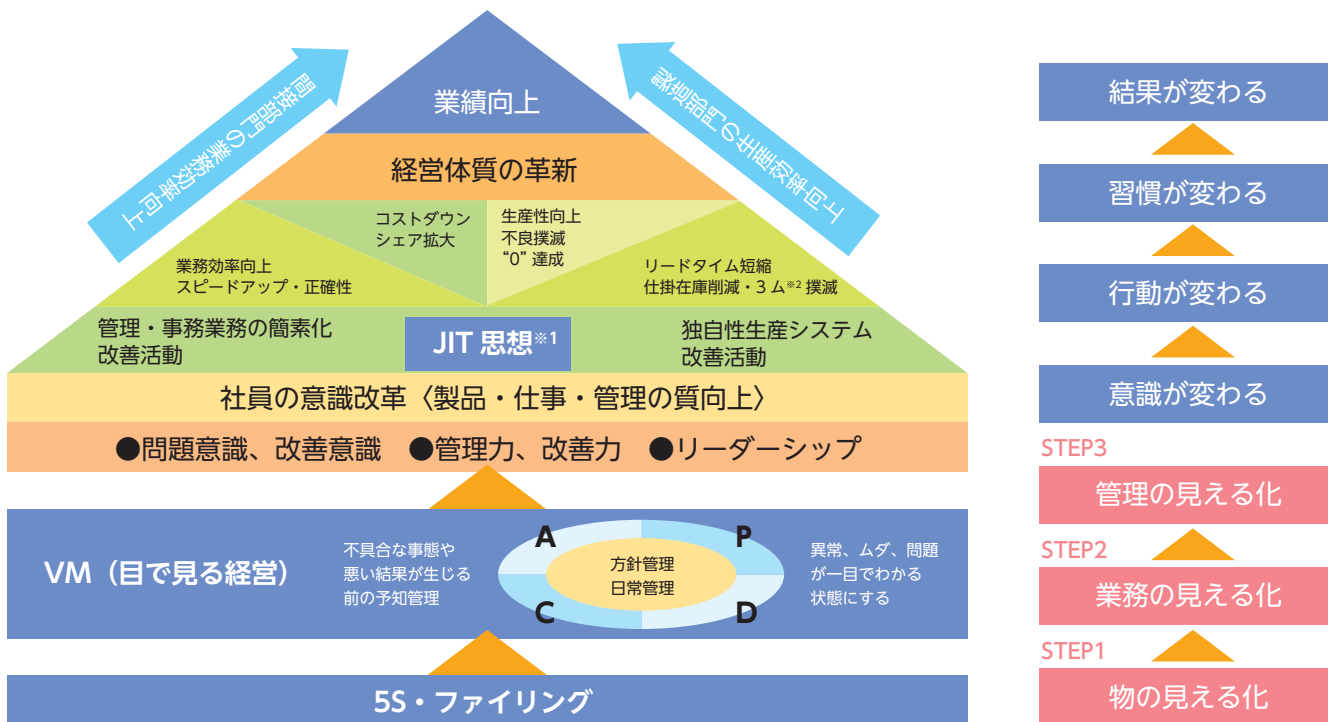 業績向上
間接部門の業務効率向上
製造部門の生産効率向上
経営体質の革新
コストダウン
シェア拡大
生産性向上
不良撲滅
“0” 達成
業務効率向上
スピードアップ・正確性
リードタイム短縮
仕掛在庫削減・3 ム※2 撲滅
管理・事務業務の簡素化
改善活動
JIT 思想※1
独自性生産システム
改善活動
社員の意識改革〈製品・仕事・管理の質向上〉
●問題意識、改善意識 ●管理力、改善力 ●リーダーシップ
VM（目で見る経営）
不具合な事態や
悪い結果が生じる
前の予知管理
A
P
方針管理
日常管理
C
D
異常、ムダ、問題
が一目でわかる
状態にする
5S・ファイリング
結果が変わる
習慣が変わる
行動が変わる
意識が変わる
STEP3
管理の見える化
STEP2
業務の見える化
STEP1
物の見える化